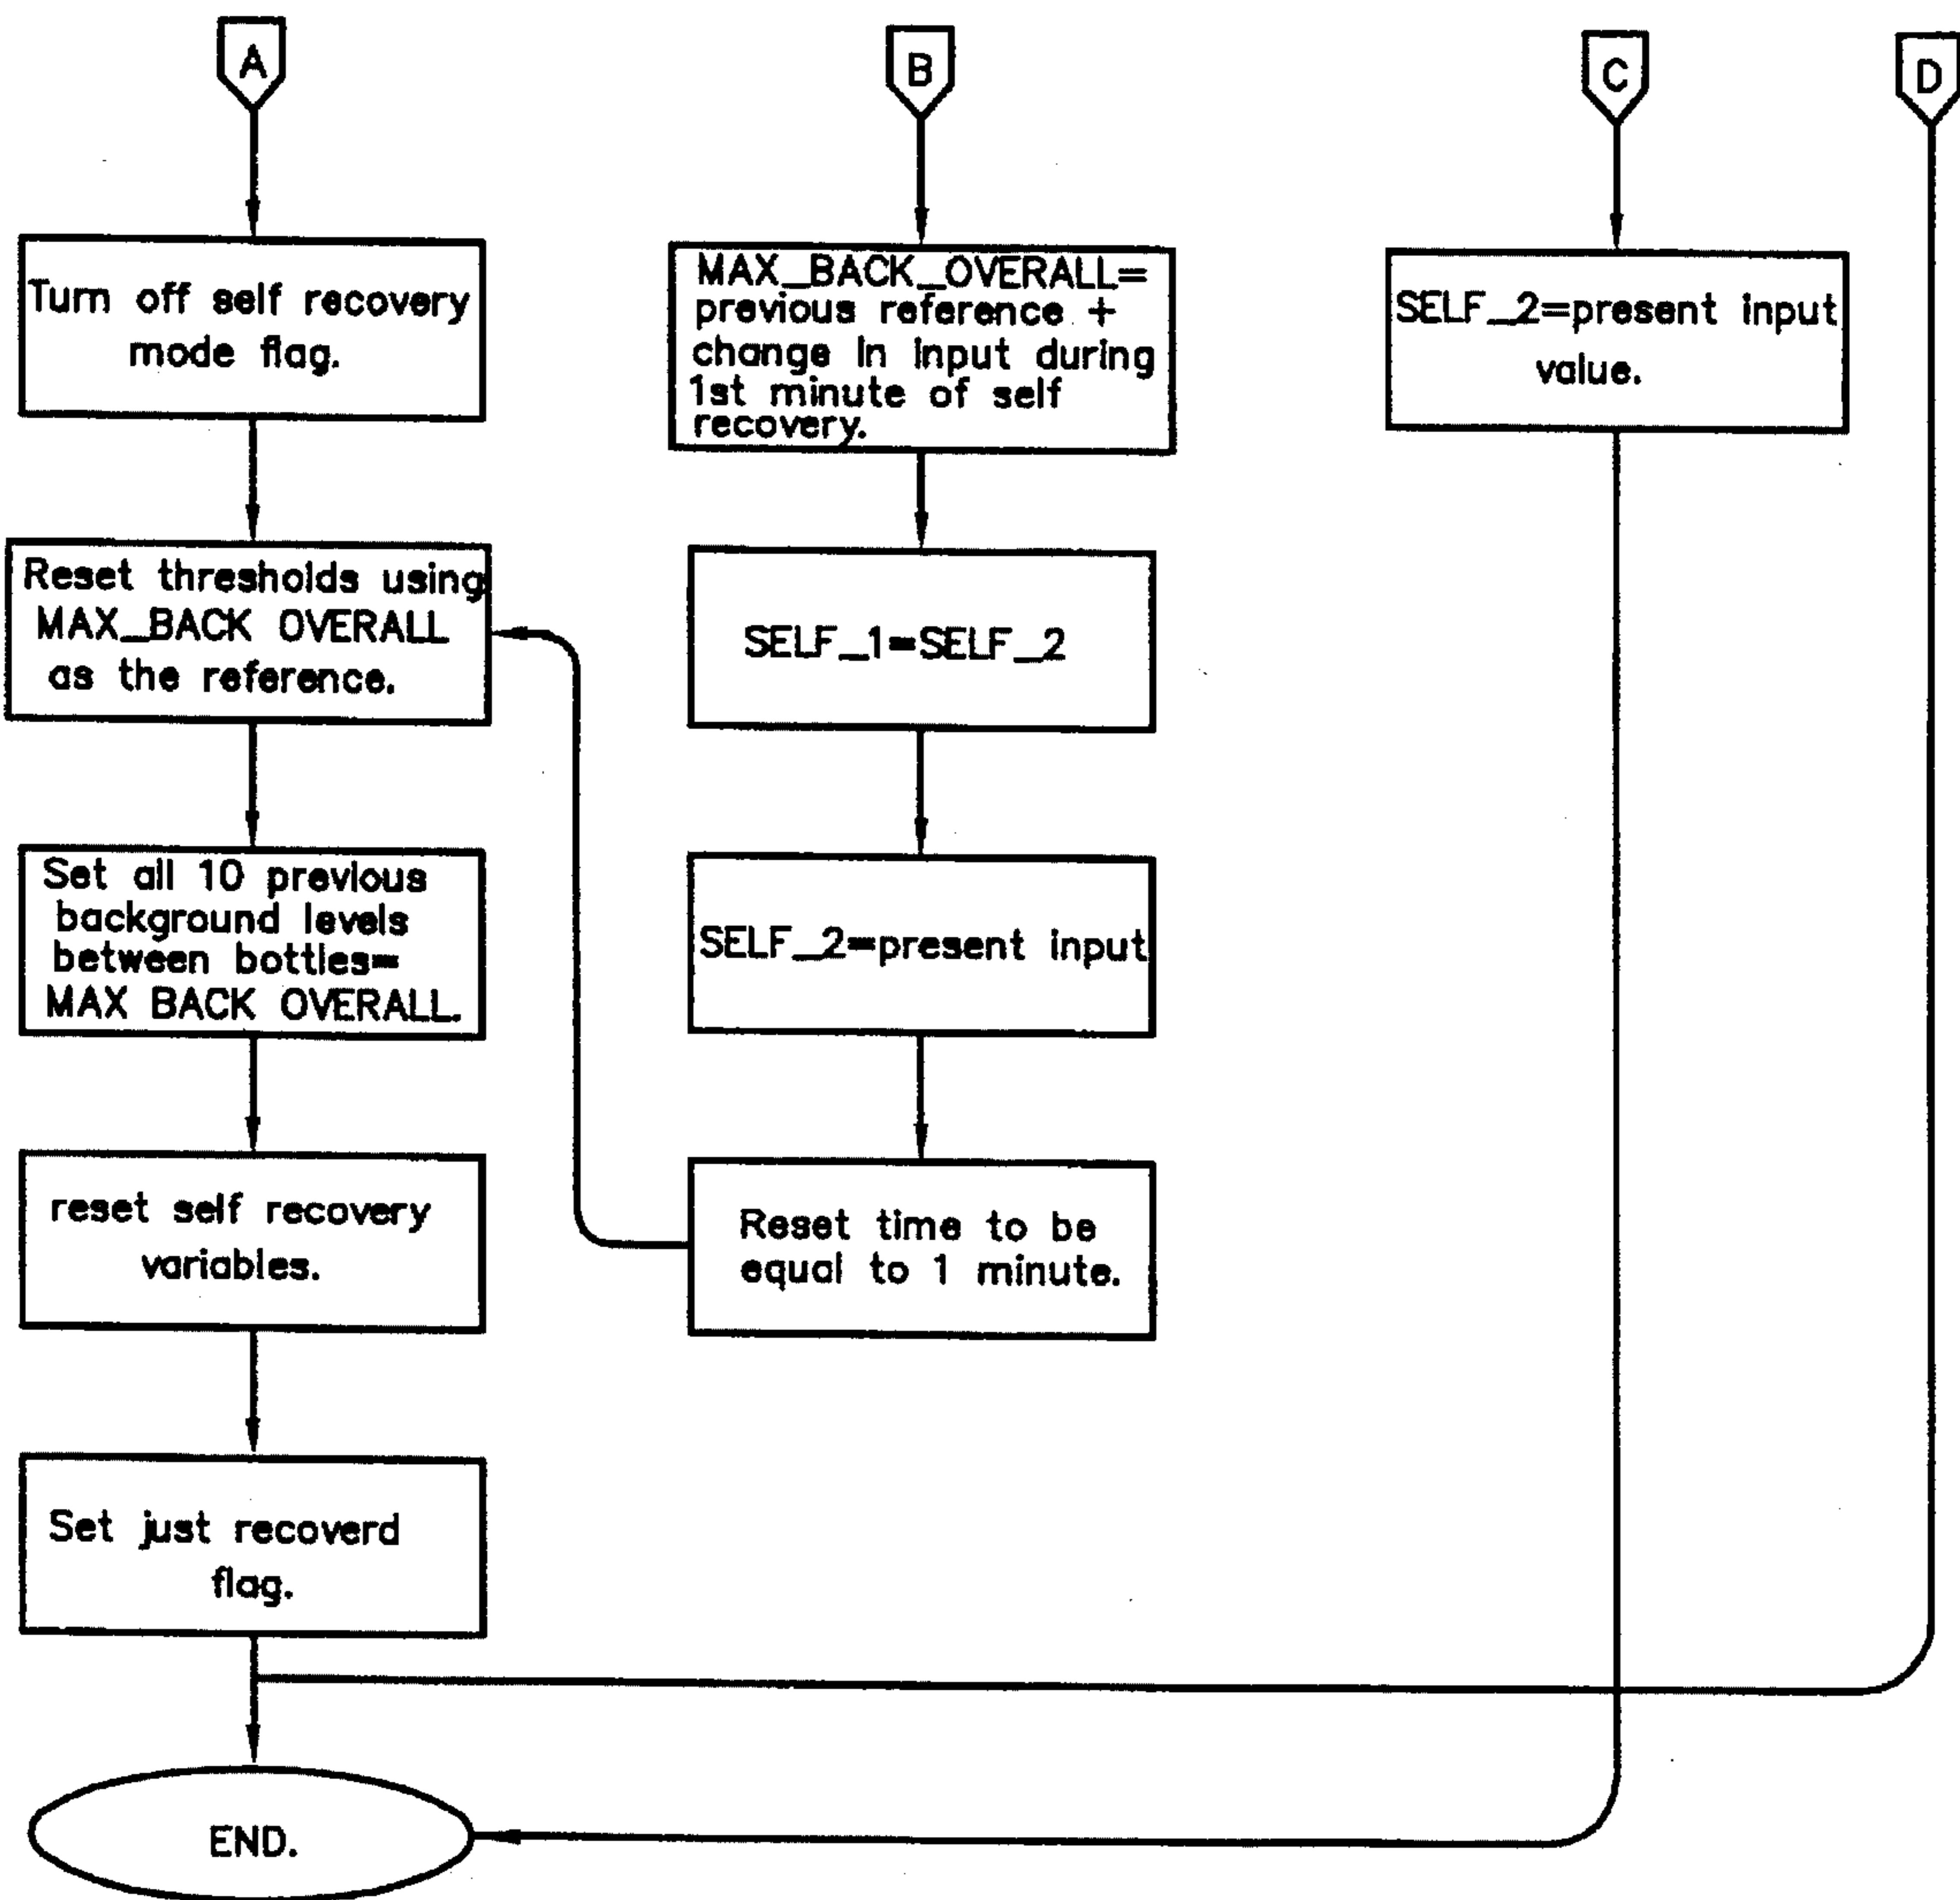 A
B
C
D
Turn off self recovery
mode flag.
Reset thresholds using
MAX_BACK OVERALL
as the reference.
Set all 10 previous
background levels
between bottles=
MAX BACK OVERALL.
reset self recovery
variables.
Set just recoverd
flag.
END.
MAX_BACK_OVERALL=
previous reference +
change in input during
1st minute of self
recovery.
SELF_1=SELF_2
SELF_2=present input
Reset time to be
equal to 1 minute.
SELF_2=present input
value.